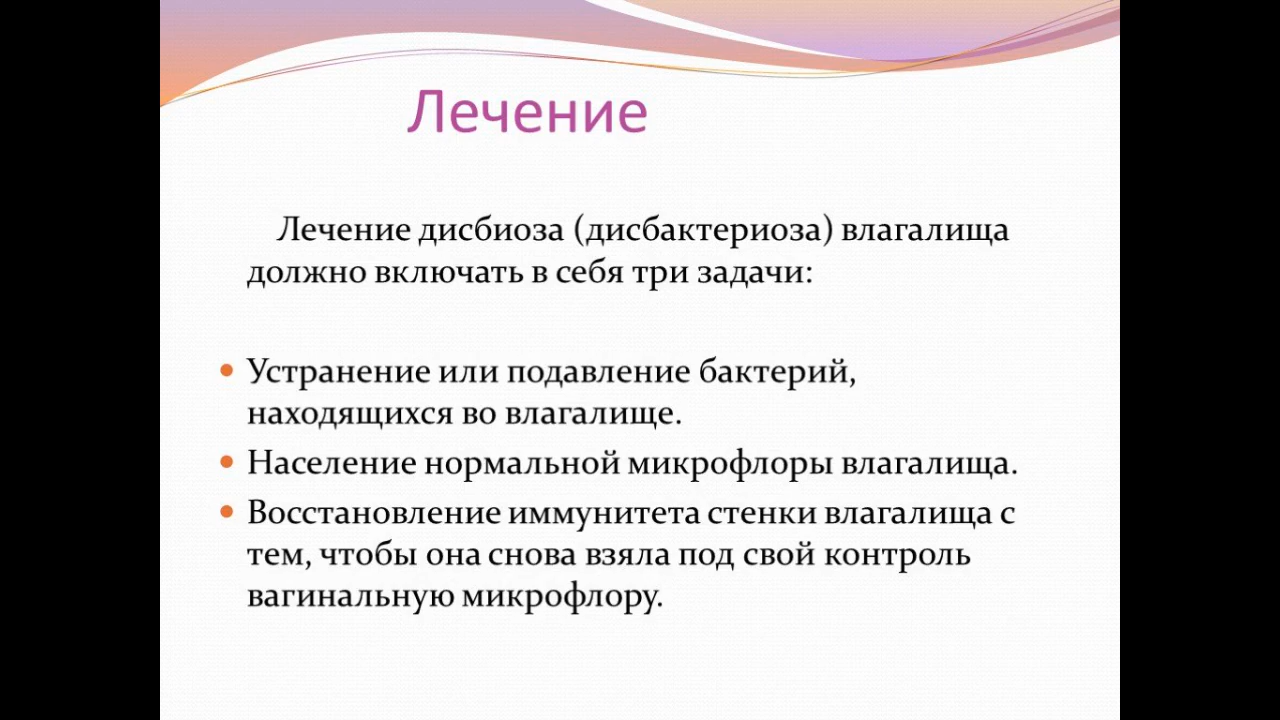 Лечение
Лечение дисбиоза (дисбактериоза) влагалища
должно включать в себя три задачи:
Устранение или подавление бактерий,
находящихся во влагалище.
Население нормальной микрофлоры влагалища.
Восстановление иммунитета стенки влагалища с
тем, чтобы она снова взяла под свой контроль
вагинальную микрофлору.